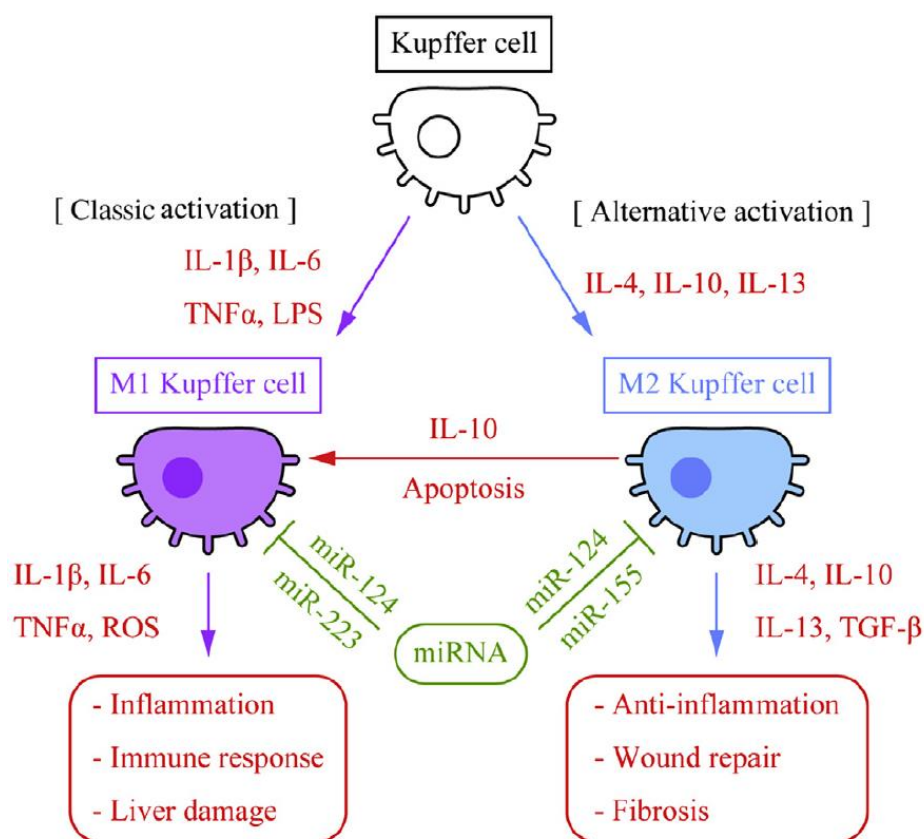 Kupffer cell
[ Classic activation ]
[ Alternative activation ]
IL-1β, IL-6
TNFα, LPS
IL-4, IL-10, IL-13
M1 Kupffer cell
M2 Kupffer cell
IL-10
Apoptosis
miR-124
miR-223
miR-124
miR-155
miRNA
IL-1β, IL-6
TNFα, ROS
IL-4, IL-10
IL-13, TGF-β
- Inflammation
- Immune response
- Liver damage
- Anti-inflammation
- Wound repair
- Fibrosis